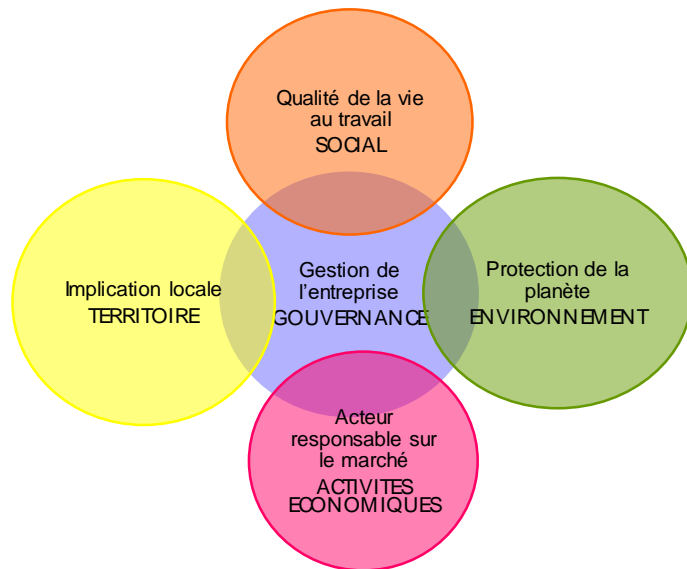 Qualité de la vie
au travail
SOCIAL
Implication locale
TERRITOIRE
Gestion de
l’entreprise
GOUVERNANCE
Protection de la
planète
ENVIRONNEMENT
Acteur
responsable sur
le marché
ACTIVITES
ECONOMIQUES